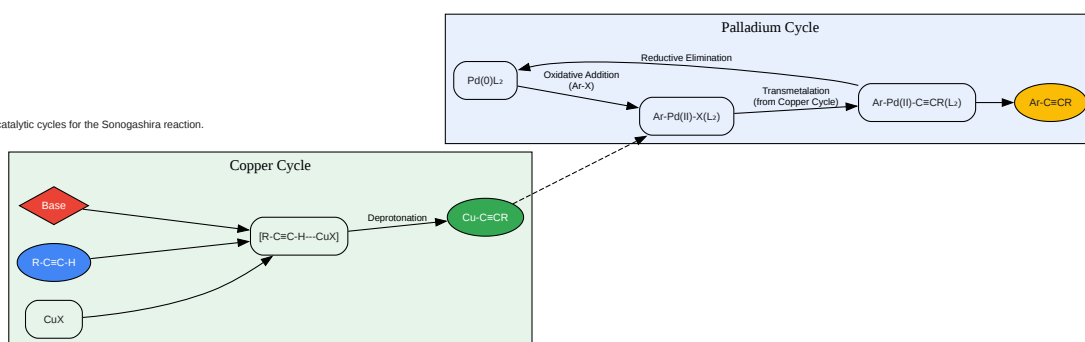 Palladium Cycle
Pd(0)L₂
Reductive Elimination
Oxidative Addition
(Ar-X)
Ar-Pd(II)-X(L₂)
Transmetalation
(from Copper Cycle)
Ar-Pd(II)-C≡CR(L₂)
Ar-C≡CR
catalytic cycles for the Sonogashira reaction.
Copper Cycle
Base
R-C≡C-H
CuX
[R-C≡C-H---CuX]
Deprotonation
Cu-C≡CR